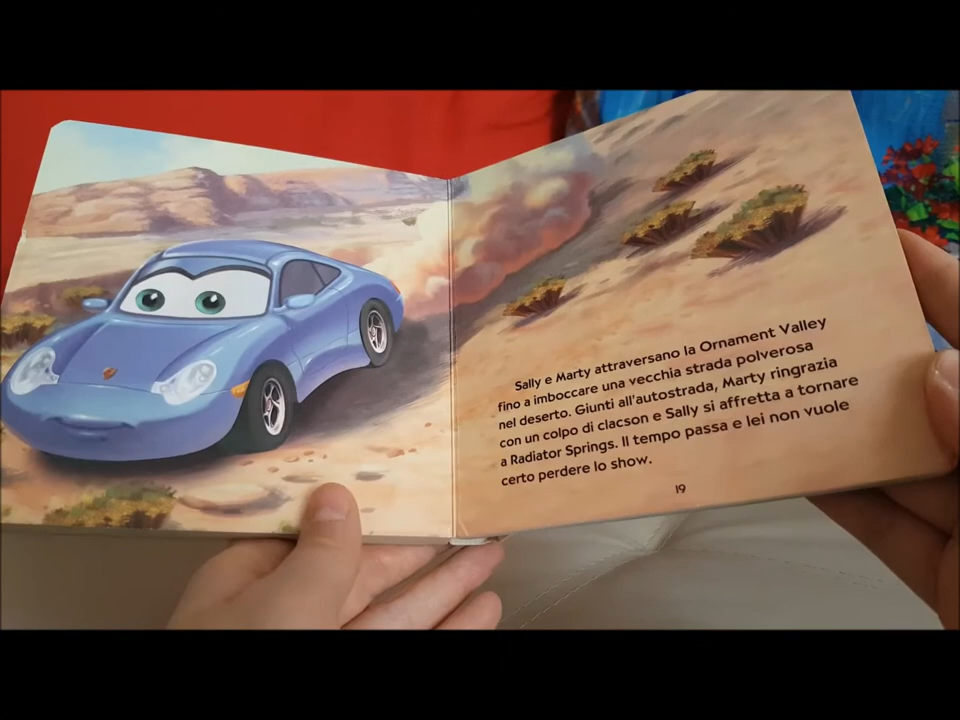 Sally e Marty attraversano la Ornament Valley
fino a imboccare una vecchia strada polverosa
nel deserto. Giunti all'autostrada, Marty ringrazia
con un colpo di clacson e Sally si affretta a tornare
a Radiator Springs. Il tempo passa e lei non vuole
certo perdere lo show.
19